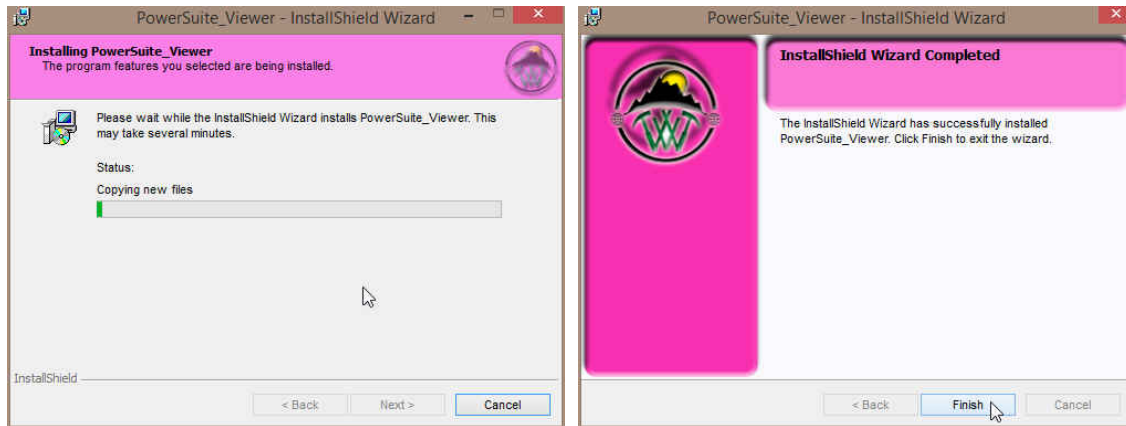 PowerSuite_Viewer - InstallShield Wizard
Installing PowerSuite_Viewer
The program features you selected are being installed.
Please wait while the InstallShield Wizard installs PowerSuite_Viewer. This
may take several minutes.
Status:
Copying new files
InstallShield
< Back
Next >
Cancel
PowerSuite_Viewer - InstallShield Wizard
TWT
InstallShield Wizard Completed
The InstallShield Wizard has successfully installed
PowerSuite_Viewer. Click Finish to exit the wizard.
< Back
Finish
Cancel